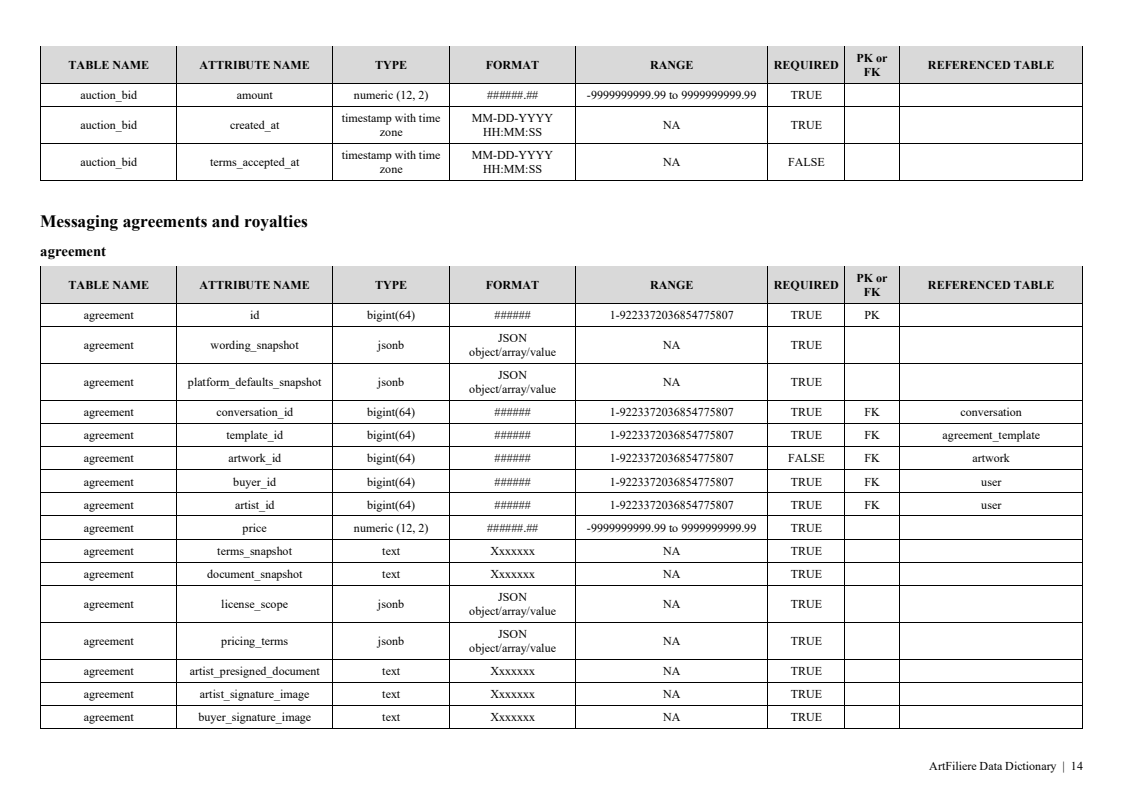 TABLE NAME ATTRIBUTE NAME TYPE FORMAT RANGE REQUIRED PK or FK REFERENCED TABLE
auction_bid amount numeric (12, 2) ######.## -9999999999.99 to 9999999999.99 TRUE
auction_bid created_at timestamp with time zone MM-DD-YYYY HH:MM:SS NA TRUE
auction_bid terms_accepted_at timestamp with time zone MM-DD-YYYY HH:MM:SS NA FALSE
Messaging agreements and royalties
agreement
TABLE NAME ATTRIBUTE NAME TYPE FORMAT RANGE REQUIRED PK or FK REFERENCED TABLE
agreement id bigint(64) ###### 1-9223372036854775807 TRUE PK
agreement wording_snapshot jsonb JSON object/array/value NA TRUE
agreement platform_defaults_snapshot jsonb JSON object/array/value NA TRUE
agreement conversation_id bigint(64) ###### 1-9223372036854775807 TRUE FK conversation
agreement template_id bigint(64) ###### 1-9223372036854775807 TRUE FK agreement_template
agreement artwork_id bigint(64) ###### 1-9223372036854775807 FALSE FK artwork
agreement buyer_id bigint(64) ###### 1-9223372036854775807 TRUE FK user
agreement artist_id bigint(64) ###### 1-9223372036854775807 TRUE FK user
agreement price numeric (12, 2) ######.## -9999999999.99 to 9999999999.99 TRUE
agreement terms_snapshot text Xxxxxxx NA TRUE
agreement document_snapshot text Xxxxxxx NA TRUE
agreement license_scope jsonb JSON object/array/value NA TRUE
agreement pricing_terms jsonb JSON object/array/value NA TRUE
agreement artist_presigned_document text Xxxxxxx NA TRUE
agreement artist_signature_image text Xxxxxxx NA TRUE
agreement buyer_signature_image text Xxxxxxx NA TRUE
ArtFiliere Data Dictionary | 14